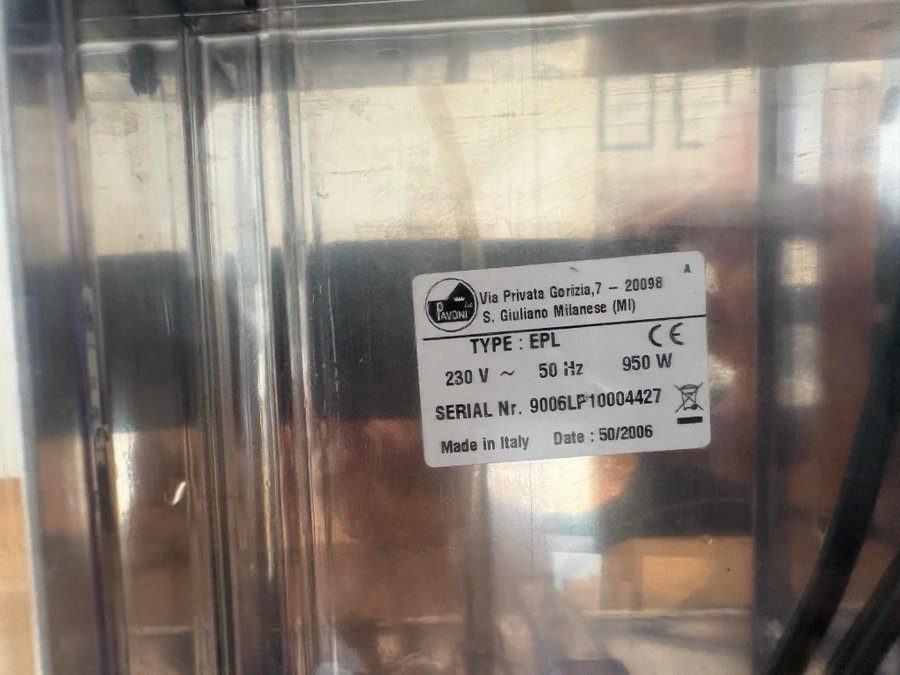 la PAVONI
Via Privata Gorizia,7 – 20098
S. Giuliano Milanese (MI)
A
TYPE : EPL CE
230 V ~ 50 Hz 950 W
SERIAL Nr. 9006LP10004427
Made in Italy Date : 50/2006